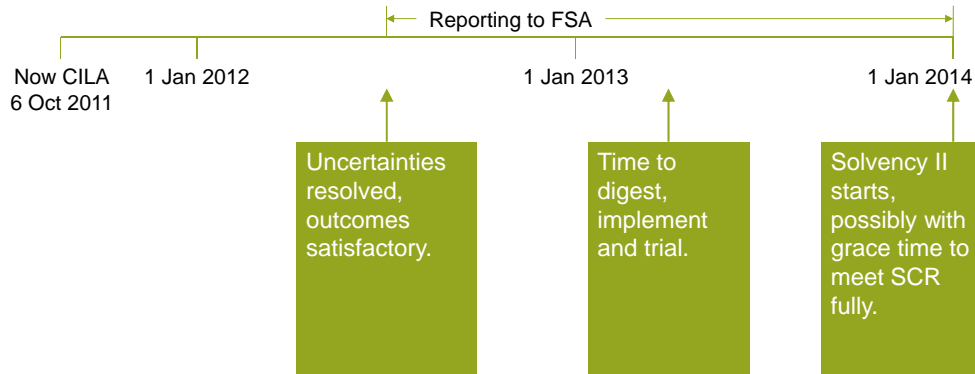 Reporting to FSA
Now CILA
6 Oct 2011
1 Jan 2012
1 Jan 2013
1 Jan 2014
Uncertainties
resolved,
outcomes
satisfactory.
Time to
digest,
implement
and trial.
Solvency II
starts,
possibly with
grace time to
meet SCR
fully.